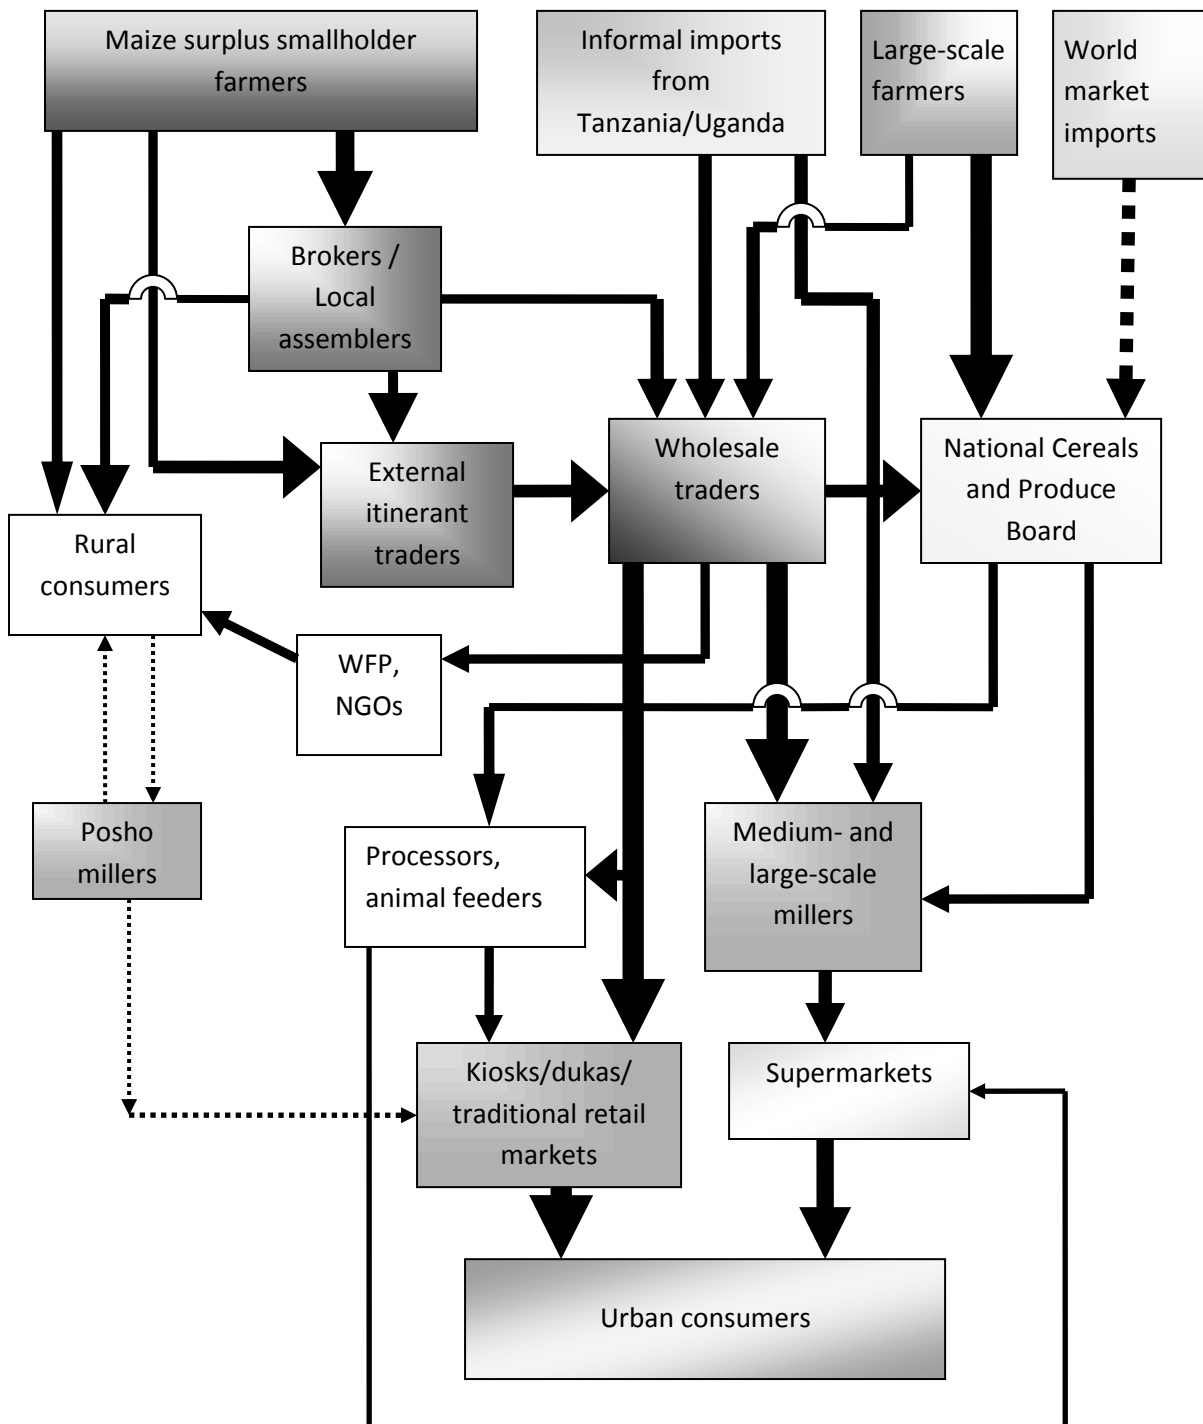 Maize surplus smallholder
farmers
Informal imports
from
Tanzania/Uganda
Large-scale
farmers
World
market
imports
Brokers /
Local
assemblers
External
itinerant
traders
Wholesale
traders
National Cereals
and Produce
Board
Rural
consumers
WFP,
NGOs
Posho
millers
Processors,
animal feeders
Medium- and
large-scale
millers
Kiosks/dukas/
traditional retail
markets
Supermarkets
Urban consumers